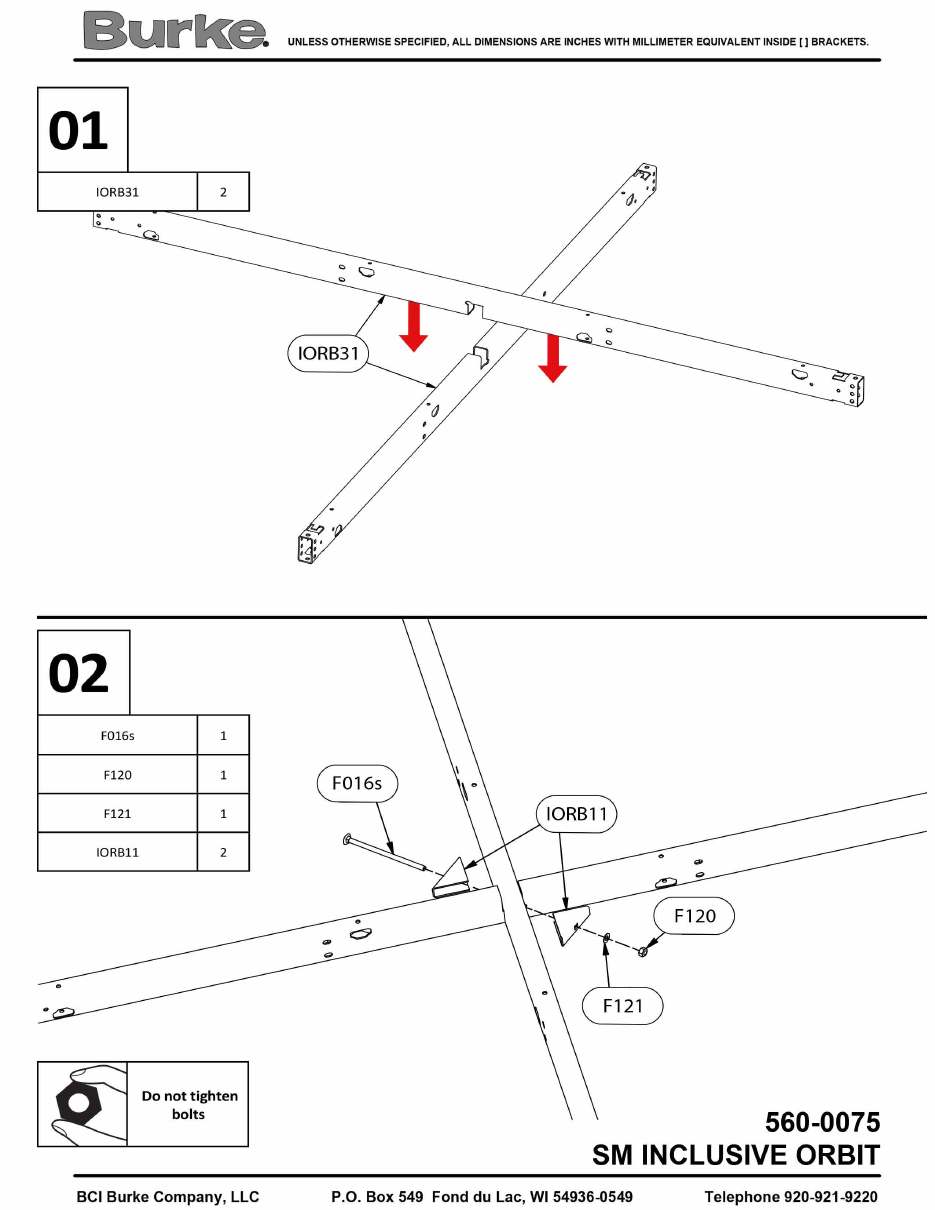 Burke.
UNLESS OTHERWISE SPECIFIED, ALL DIMENSIONS ARE INCHES WITH MILLIMETER EQUIVALENT INSIDE [ ] BRACKETS.
01
IORB31 2
IORB31
02
F016s 1
F120 1
F121 1
IORB11 2
F016s
IORB11
F120
F121
Do not tighten
bolts
560-0075
SM INCLUSIVE ORBIT
BCI Burke Company, LLC P.O. Box 549 Fond du Lac, WI 54936-0549 Telephone 920-921-9220